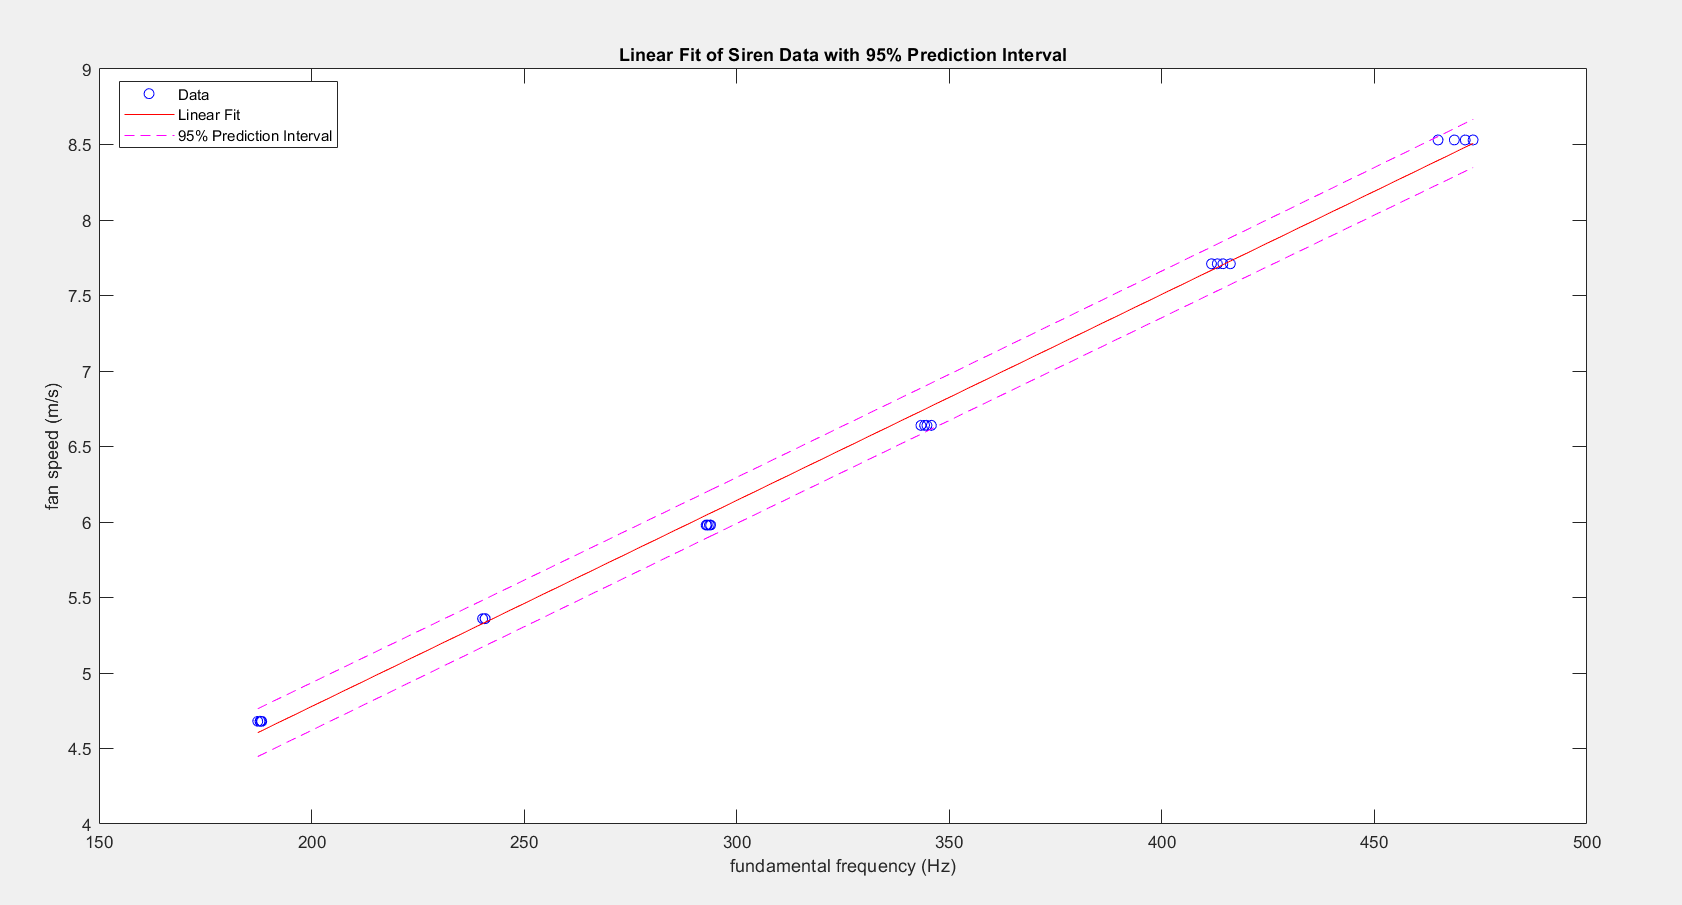 Linear Fit of Siren Data with 95% Prediction Interval
9
8.5
8
7.5
7
6.5
6
5.5
5
4.5
4
Data
Linear Fit
95% Prediction Interval
fan speed (m/s)
150 200 250 300 350 400 450 500
fundamental frequency (Hz)